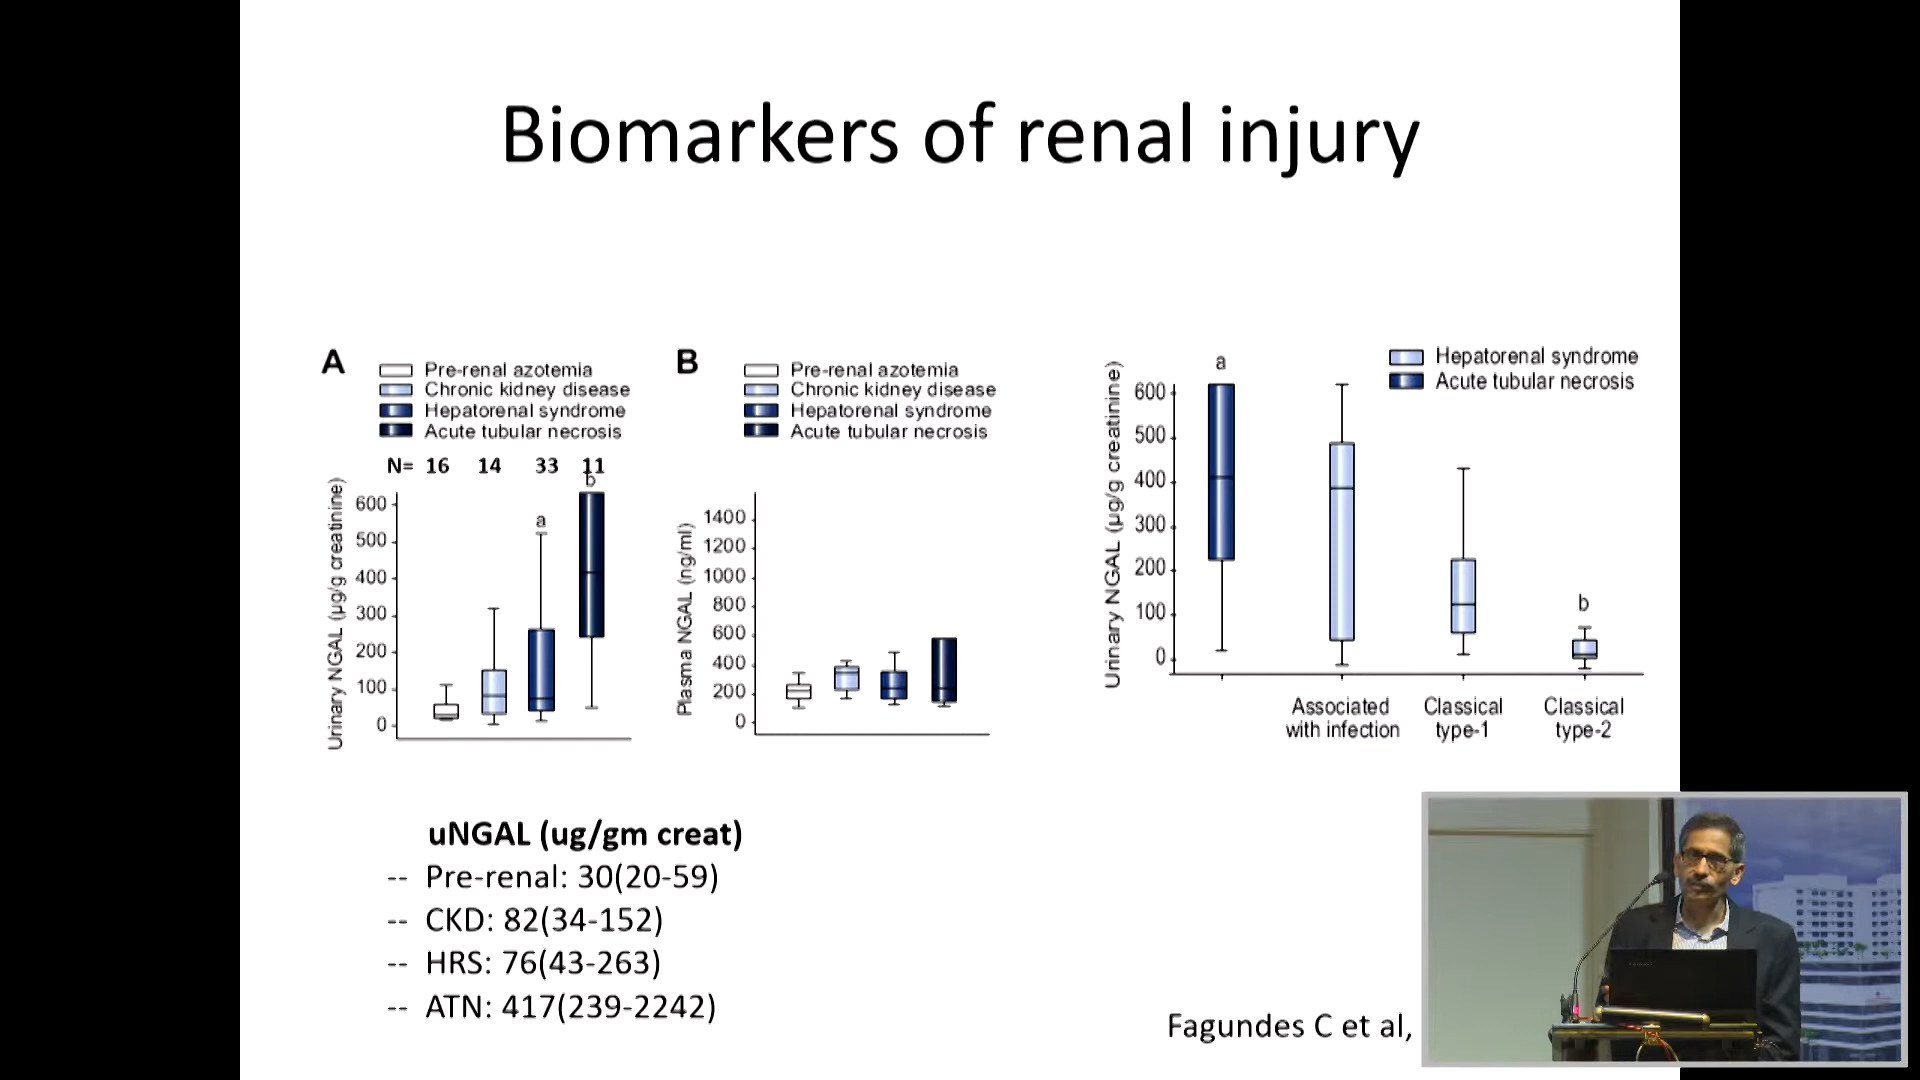 Biomarkers of renal injury
A
Pre-renal azotemia
Chronic kidney disease
Hepatorenal syndrome
Acute tubular necrosis
N= 16 14 33 11
a
b
Urinary NGAL (µg/g creatinine)
600
500
400
300
200
100
0
B
Pre-renal azotemia
Chronic kidney disease
Hepatorenal syndrome
Acute tubular necrosis
Plasma NGAL (ng/ml)
1400
1200
1000
800
600
400
200
0
Hepatorenal syndrome
Acute tubular necrosis
a
b
Urinary NGAL (µg/g creatinine)
600
500
400
300
200
100
0
Associated
with infection
Classical
type-1
Classical
type-2
uNGAL (ug/gm creat)
-- Pre-renal: 30(20-59)
-- CKD: 82(34-152)
-- HRS: 76(43-263)
-- ATN: 417(239-2242)
Fagundes C et al,